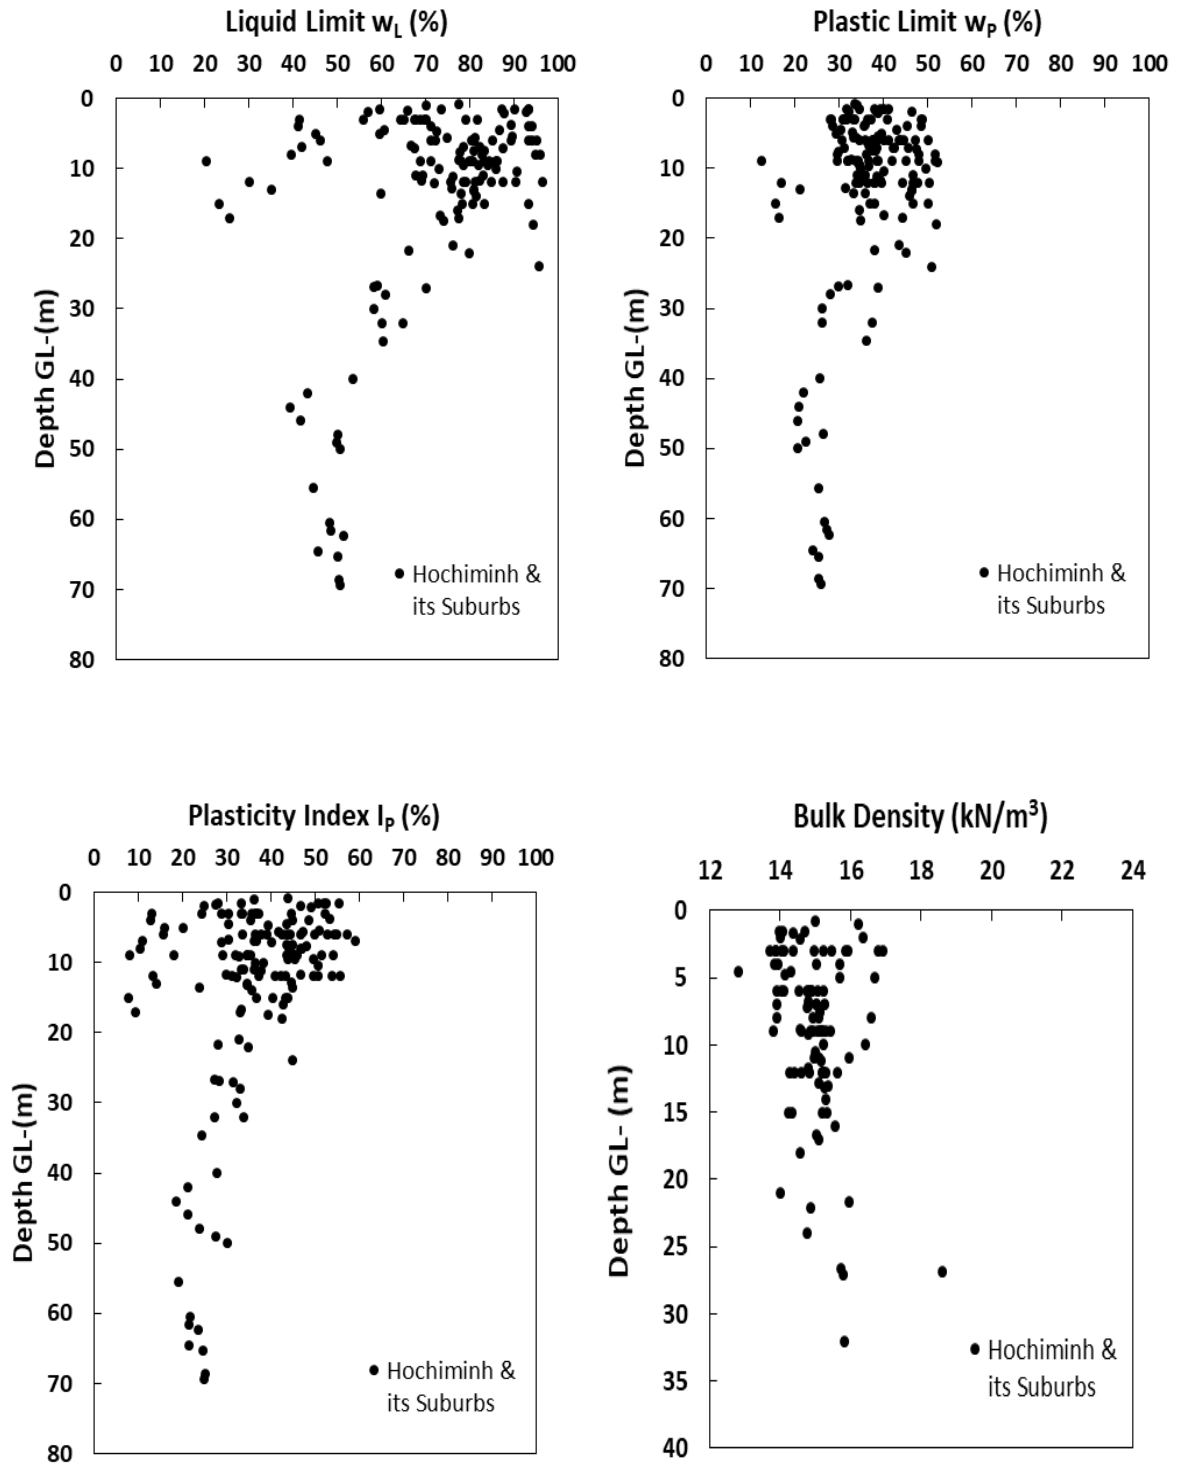 Liquid Limit wL (%)
0 10 20 30 40 50 60 70 80 90 100
0
10
20
30
40
50
60
70
80
Depth GL-(m)
Hochiminh &
its Suburbs
Plastic Limit wP (%)
0 10 20 30 40 50 60 70 80 90 100
0
10
20
30
40
50
60
70
80
Depth GL-(m)
Hochiminh &
its Suburbs
Plasticity Index IP (%)
0 10 20 30 40 50 60 70 80 90 100
0
10
20
30
40
50
60
70
80
Depth GL-(m)
Hochiminh &
its Suburbs
Bulk Density (kN/m³)
12 14 16 18 20 22 24
0
5
10
15
20
25
30
35
40
Depth GL- (m)
Hochiminh &
its Suburbs